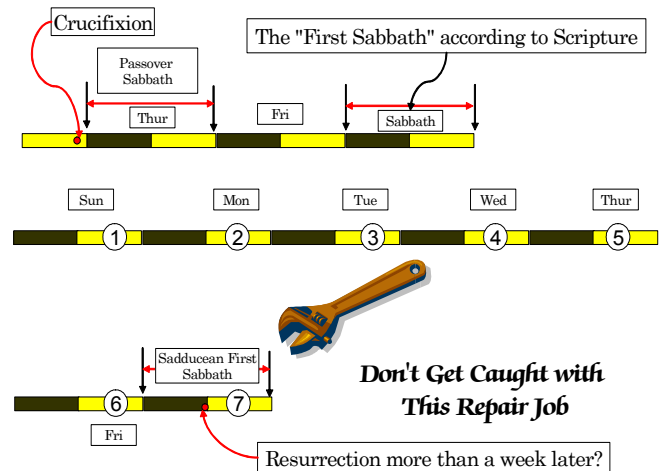 Crucifixion
The "First Sabbath" according to Scripture
Passover
Sabbath
Thur
Fri
Sabbath
Sun
Mon
Tue
Wed
Thur
1
2
3
4
5
Sadducean First
Sabbath
Don't Get Caught with
This Repair Job
6
7
Fri
Resurrection more than a week later?